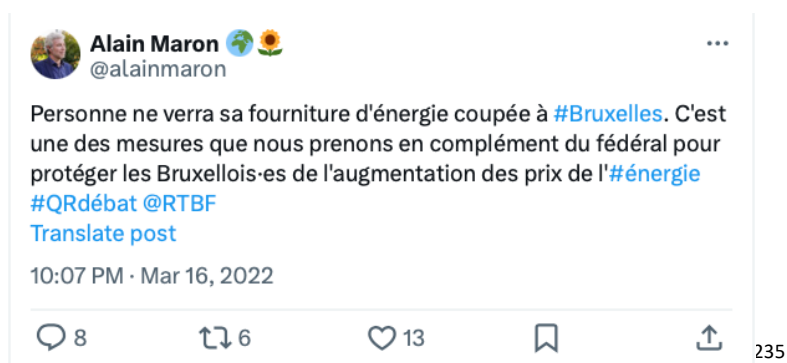 Alain Maron 🌍🌻
@alainmaron
Personne ne verra sa fourniture d'énergie coupée à #Bruxelles. C'est
une des mesures que nous prenons en complément du fédéral pour
protéger les Bruxellois·es de l'augmentation des prix de l'#énergie
#QRdébat @RTBF
Translate post
10:07 PM · Mar 16, 2022
8 6 13
235